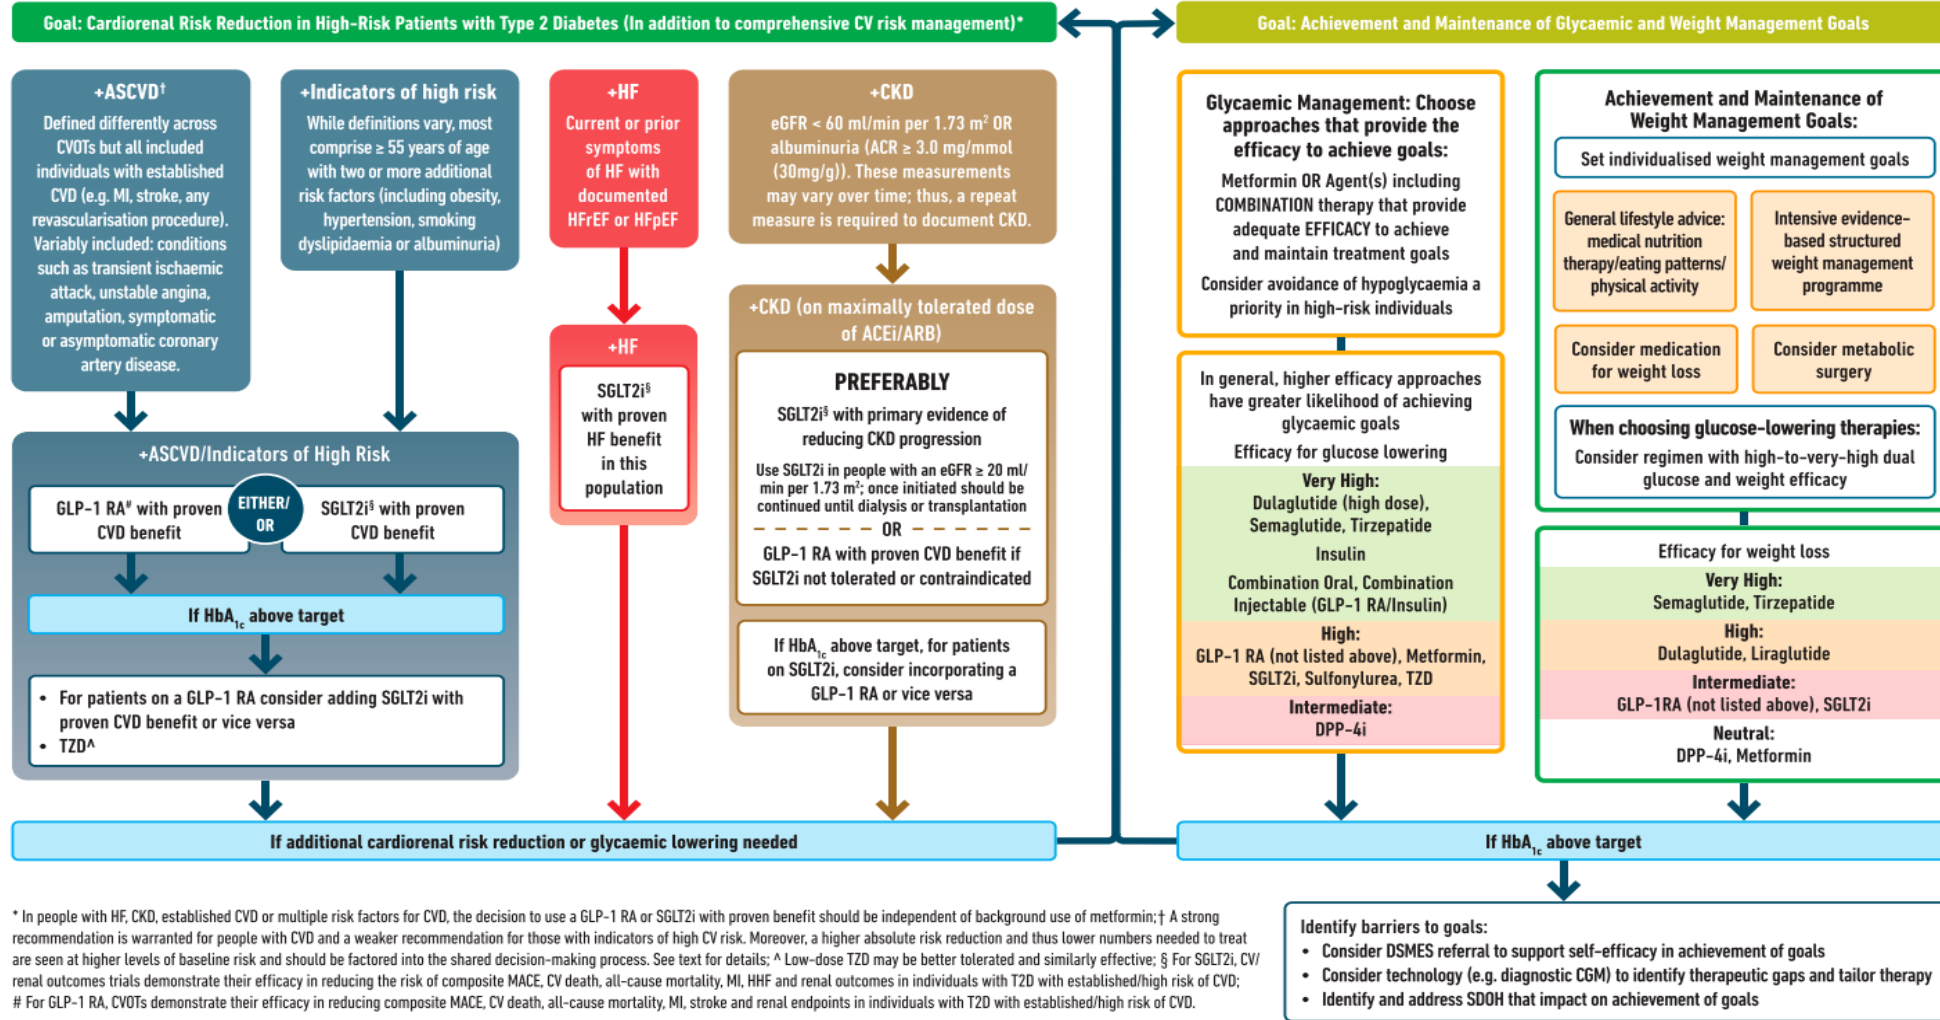 Goal: Cardiorenal Risk Reduction in High-Risk Patients with Type 2 Diabetes (In addition to comprehensive CV risk management)*
+ASCVD†
Defined differently across
CVOTs but all included
individuals with established
CVD (e.g. MI, stroke, any
revascularisation procedure).
Variably included: conditions
such as transient ischaemic
attack, unstable angina,
amputation, symptomatic
or asymptomatic coronary
artery disease.
+Indicators of high risk
While definitions vary, most
comprise ≥ 55 years of age
with two or more additional
risk factors (including obesity,
hypertension, smoking
dyslipidaemia or albuminuria)
+ASCVD/Indicators of High Risk
GLP-1 RA# with proven
CVD benefit
EITHER/
OR
SGLT2i§ with proven
CVD benefit
If HbA1c above target
• For patients on a GLP-1 RA consider adding SGLT2i with
proven CVD benefit or vice versa
• TZD^
+HF
Current or prior
symptoms
of HF with
documented
HFrEF or HFpEF
+HF
SGLT2i§
with proven
HF benefit
in this
population
+CKD
eGFR < 60 ml/min per 1.73 m² OR
albuminuria (ACR ≥ 3.0 mg/mmol
(30mg/g)). These measurements
may vary over time; thus, a repeat
measure is required to document CKD.
+CKD (on maximally tolerated dose
of ACEi/ARB)
PREFERABLY
SGLT2i§ with primary evidence of
reducing CKD progression
Use SGLT2i in people with an eGFR ≥ 20 ml/
min per 1.73 m²; once initiated should be
continued until dialysis or transplantation
OR
GLP-1 RA with proven CVD benefit if
SGLT2i not tolerated or contraindicated
If HbA1c above target, for patients
on SGLT2i, consider incorporating a
GLP-1 RA or vice versa
If additional cardiorenal risk reduction or glycaemic lowering needed
Goal: Achievement and Maintenance of Glycaemic and Weight Management Goals
Glycaemic Management: Choose
approaches that provide the
efficacy to achieve goals:
Metformin OR Agent(s) including
COMBINATION therapy that provide
adequate EFFICACY to achieve
and maintain treatment goals
Consider avoidance of hypoglycaemia a
priority in high-risk individuals
In general, higher efficacy approaches
have greater likelihood of achieving
glycaemic goals
Efficacy for glucose lowering
Very High:
Dulaglutide (high dose),
Semaglutide, Tirzepatide
Insulin
Combination Oral, Combination
Injectable (GLP-1 RA/Insulin)
High:
GLP-1 RA (not listed above), Metformin,
SGLT2i, Sulfonylurea, TZD
Intermediate:
DPP-4i
Achievement and Maintenance of
Weight Management Goals:
Set individualised weight management goals
General lifestyle advice:
medical nutrition
therapy/eating patterns/
physical activity
Intensive evidence-
based structured
weight management
programme
Consider medication
for weight loss
Consider metabolic
surgery
When choosing glucose-lowering therapies:
Consider regimen with high-to-very-high dual
glucose and weight efficacy
Efficacy for weight loss
Very High:
Semaglutide, Tirzepatide
High:
Dulaglutide, Liraglutide
Intermediate:
GLP-1RA (not listed above), SGLT2i
Neutral:
DPP-4i, Metformin
If HbA1c above target
Identify barriers to goals:
• Consider DSMES referral to support self-efficacy in achievement of goals
• Consider technology (e.g. diagnostic CGM) to identify therapeutic gaps and tailor therapy
• Identify and address SDOH that impact on achievement of goals
* In people with HF, CKD, established CVD or multiple risk factors for CVD, the decision to use a GLP-1 RA or SGLT2i with proven benefit should be independent of background use of metformin;† A strong
recommendation is warranted for people with CVD and a weaker recommendation for those with indicators of high CV risk. Moreover, a higher absolute risk reduction and thus lower numbers needed to treat
are seen at higher levels of baseline risk and should be factored into the shared decision-making process. See text for details; ^ Low-dose TZD may be better tolerated and similarly effective; § For SGLT2i, CV/
renal outcomes trials demonstrate their efficacy in reducing the risk of composite MACE, CV death, all-cause mortality, MI, HHF and renal outcomes in individuals with T2D with established/high risk of CVD;
# For GLP-1 RA, CVOTs demonstrate their efficacy in reducing composite MACE, CV death, all-cause mortality, MI, stroke and renal endpoints in individuals with T2D with established/high risk of CVD.